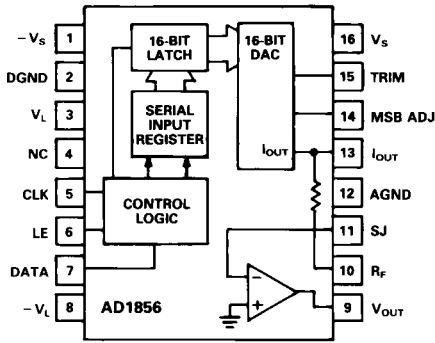 −VS 1
DGND 2
VL 3
NC 4
CLK 5
LE 6
DATA 7
−VL 8
16-BIT
LATCH
16-BIT
DAC
SERIAL
INPUT
REGISTER
IOUT
CONTROL
LOGIC
−
+
AD1856
16 VS
15 TRIM
14 MSB ADJ
13 IOUT
12 AGND
11 SJ
10 RF
9 VOUT